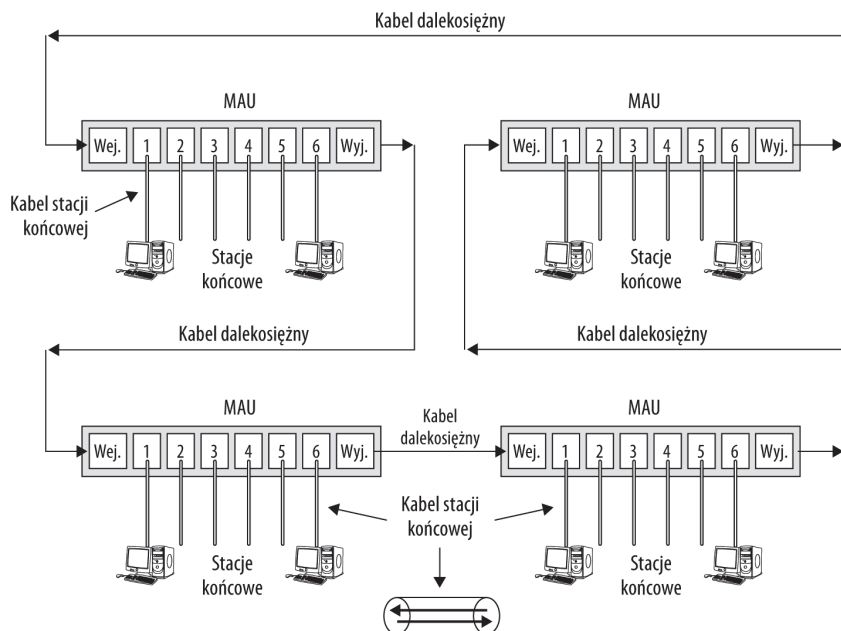 Kabel dalekosiężny
MAU
MAU
Wej. 1 2 3 4 5 6 Wyj.
Wej. 1 2 3 4 5 6 Wyj.
Kabel stacji
końcowej
Stacje
końcowe
Stacje
końcowe
Kabel dalekosiężny
Kabel dalekosiężny
MAU
MAU
Kabel
dalekosiężny
Wej. 1 2 3 4 5 6 Wyj.
Wej. 1 2 3 4 5 6 Wyj.
Kabel stacji
końcowej
Stacje
końcowe
Stacje
końcowe